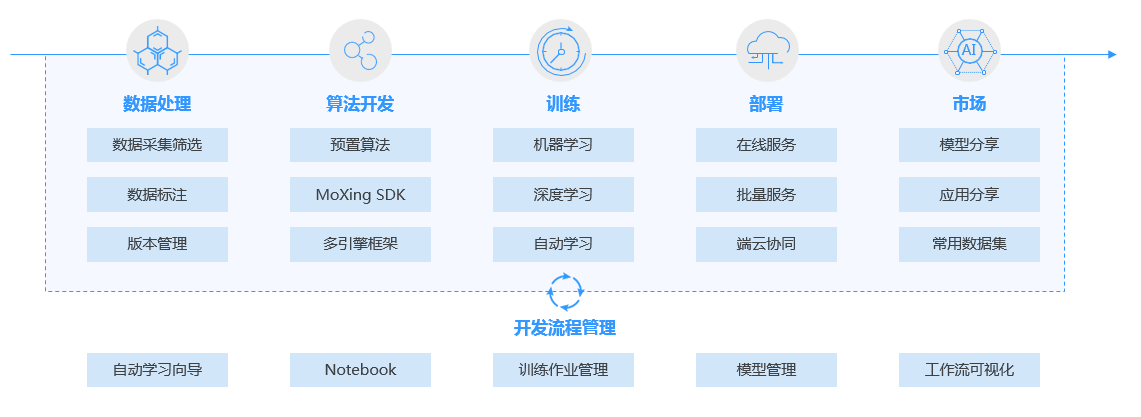 AI
数据处理 算法开发 训练 部署 市场
数据采集筛选 预置算法 机器学习 在线服务 模型分享
数据标注 MoXing SDK 深度学习 批量服务 应用分享
版本管理 多引擎框架 自动学习 端云协同 常用数据集
开发流程管理
自动学习向导 Notebook 训练作业管理 模型管理 工作流可视化